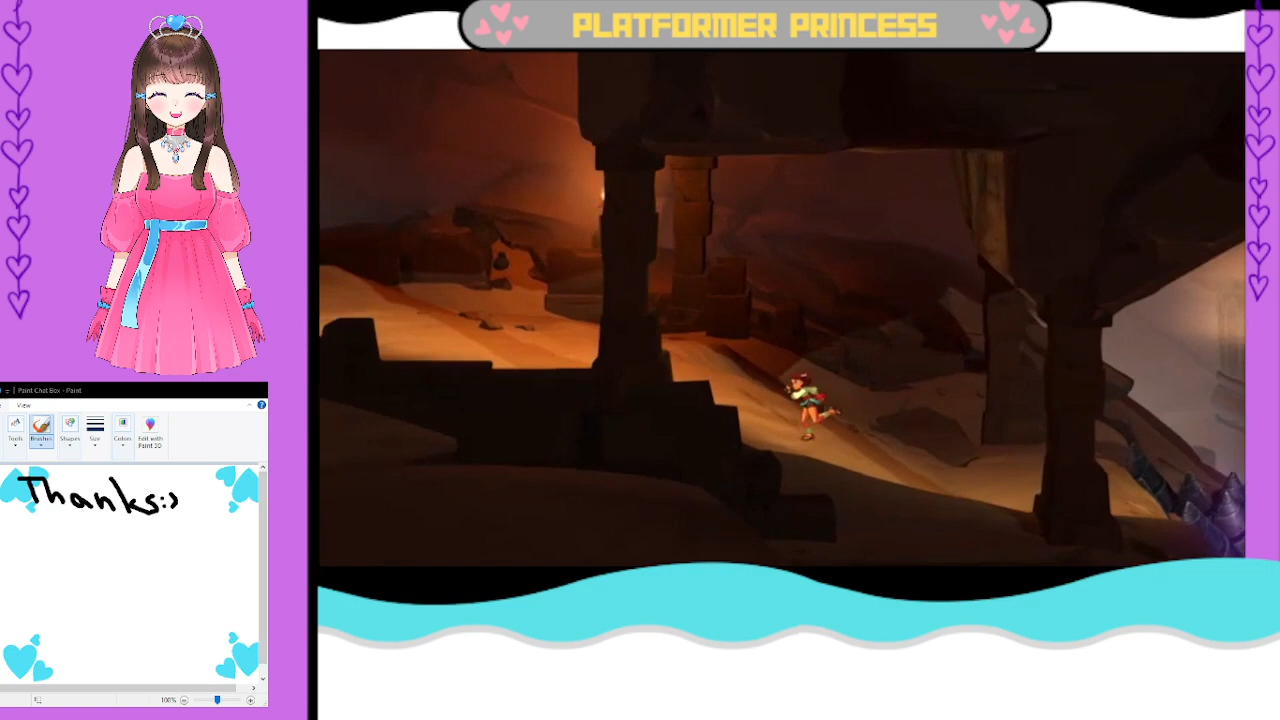 PLATFORMER PRINCESS
Paint Chat Box - Paint
View
Tools
Brushes
Shapes
Size
Colors
Edit with
Paint 3D
Thanks:)
100%